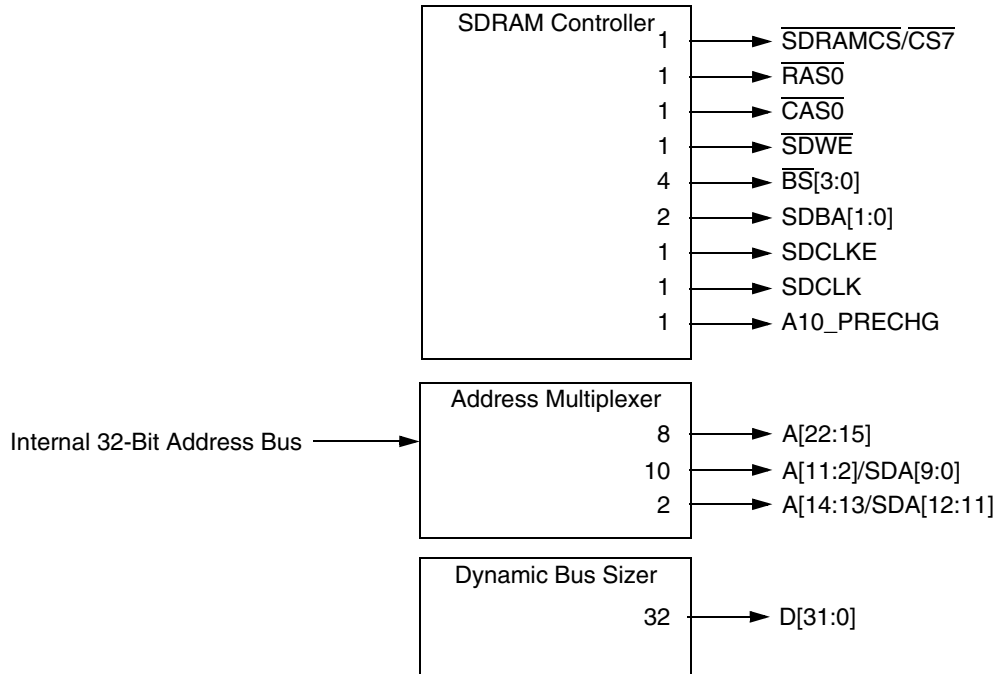 SDRAM Controller
1 SDRAMCS/CS7
1 RAS0
1 CAS0
1 SDWE
4 BS[3:0]
2 SDBA[1:0]
1 SDCLKE
1 SDCLK
1 A10_PRECHG
Address Multiplexer
Internal 32-Bit Address Bus
8 A[22:15]
10 A[11:2]/SDA[9:0]
2 A[14:13/SDA[12:11]
Dynamic Bus Sizer
32 D[31:0]